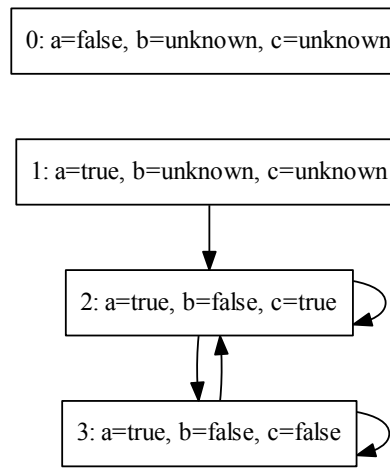 0: a=false, b=unknown, c=unknown
1: a=true, b=unknown, c=unknown
2: a=true, b=false, c=true
3: a=true, b=false, c=false